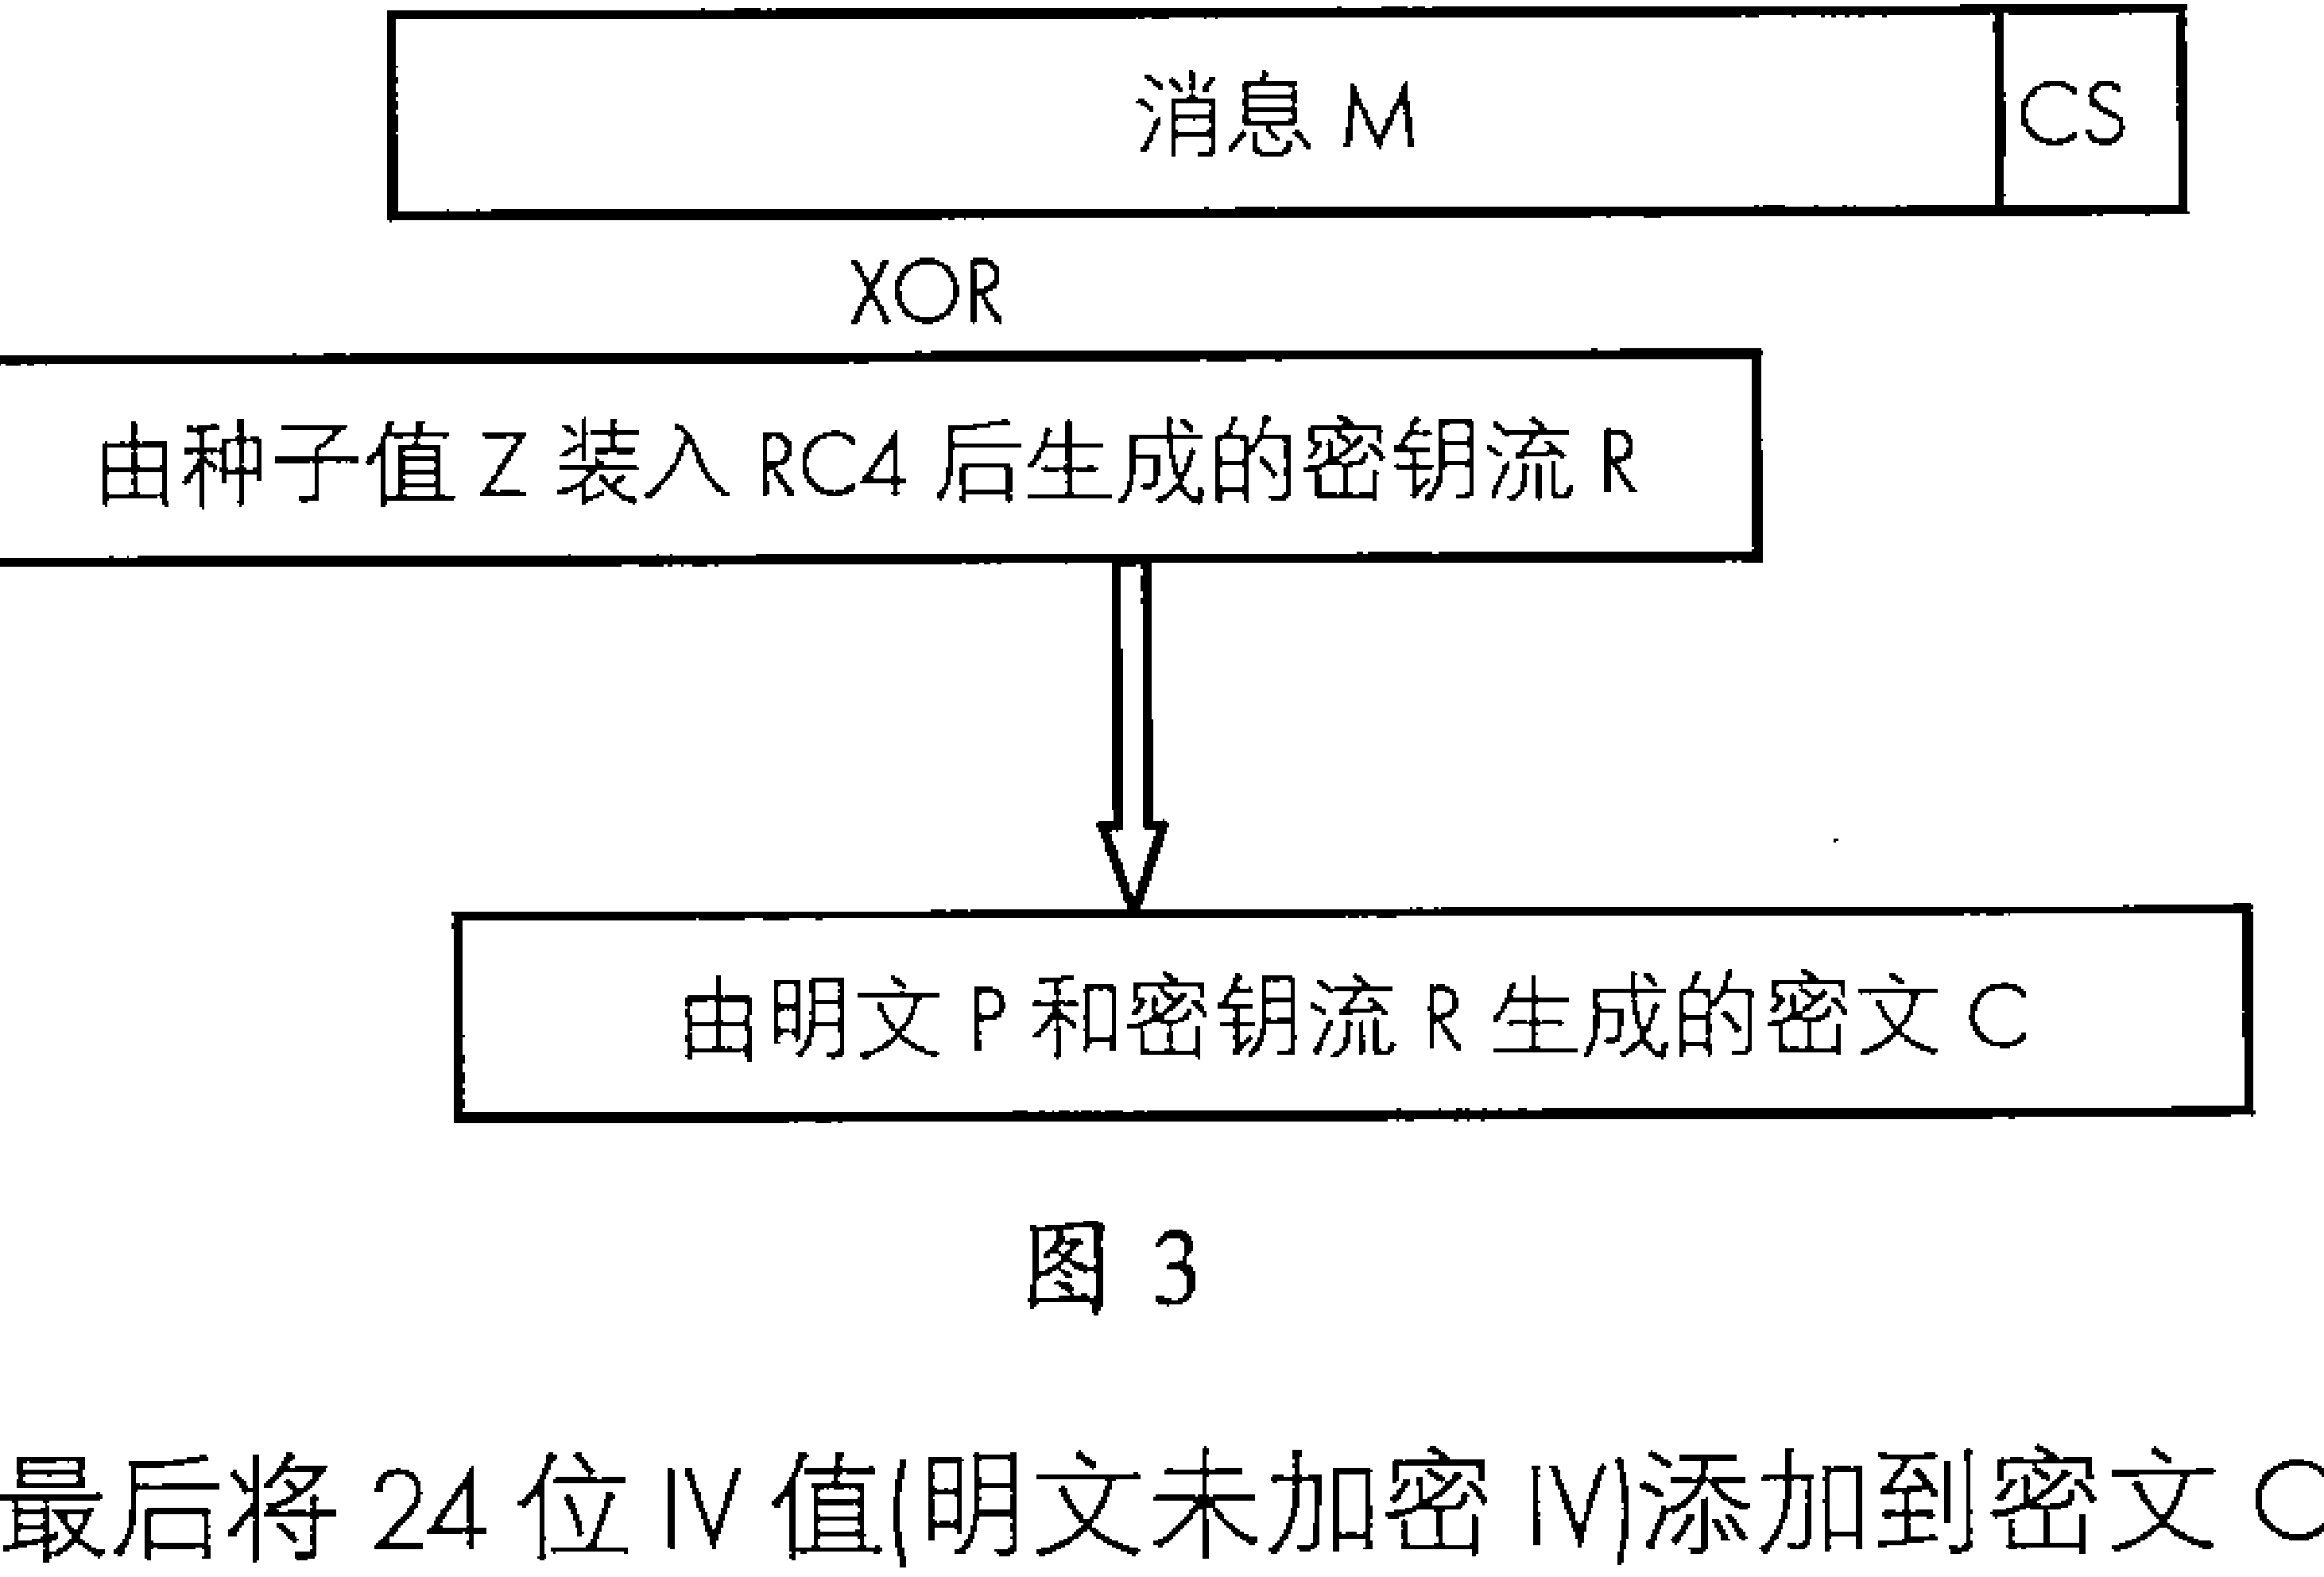 消息 M CS
XOR
由种子值 Z 装入 RC4 后生成的密钥流 R
由明文 P 和密钥流 R 生成的密文 C
图 3
最后将 24 位 IV 值(明文未加密 IV)添加到密文 C